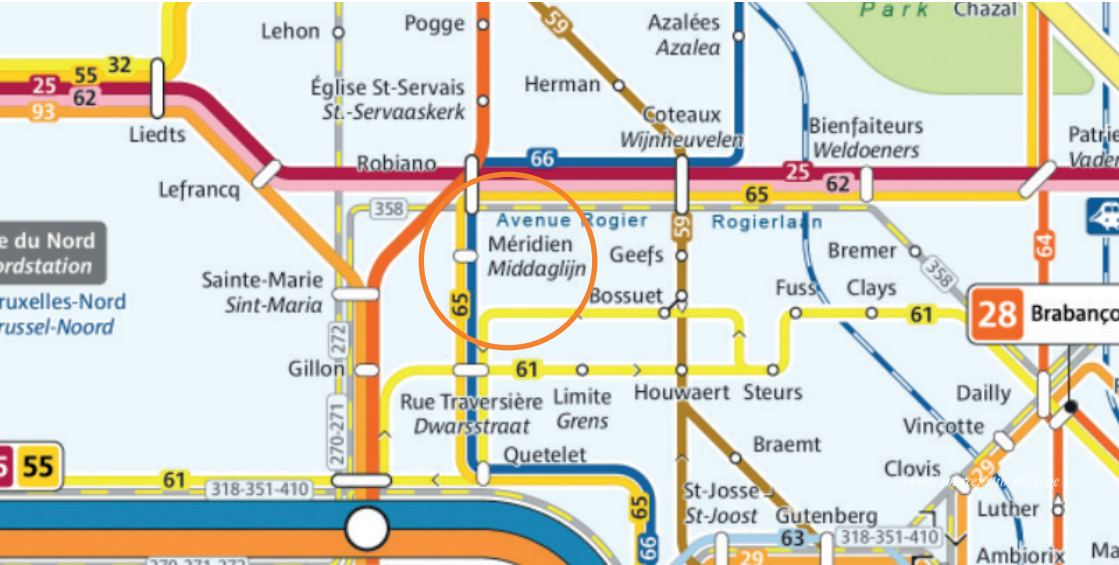 Lehon
Pogge
59
Azalées
Azalea
Park
Chazal
32
55
25
62
93
Liedts
Église St-Servais
St.-Servaaskerk
Herman
Coteaux
Wijnheuvelen
Bienfaiteurs
Weldoeners
Lefrancq
Robiano
66
25
62
65
358
Avenue Rogier
Rogierlaan
59
64
e du Nord
ordstation
Méridien
Middaglijn
Geefs
Bremer
358
Sainte-Marie
Sint-Maria
ruxelles-Nord
russel-Noord
65
Bossuet
Fuss
Clays
61
28
Brabanço
272
Gillon
61
Limite
Grens
Houwaert
Steurs
Dailly
Rue Traversière
Dwarsstraat
270-271
Vinçotte
Braemt
Quetelet
Clovis
29
55
61
318-351-410
65
66
St-Josse
St-Joost
Gutenberg
Luther
63
318-351-410
29
Ambiorix
Ma
270-271-272